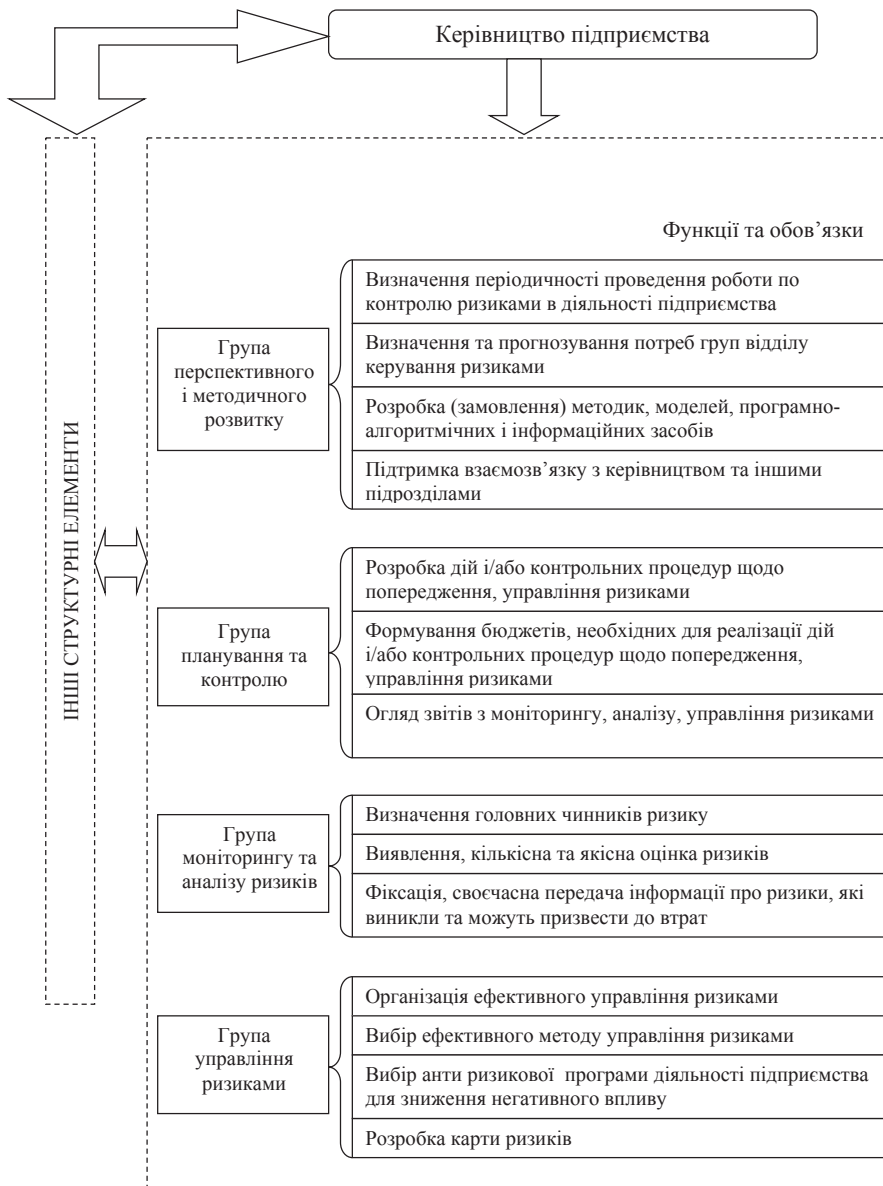 Керівництво підприємства
ІНШІ СТРУКТУРНІ ЕЛЕМЕНТИ
Функції та обов’язки
Група
перспективного
і методичного
розвитку
Визначення періодичності проведення роботи по
контролю ризиками в діяльності підприємства
Визначення та прогнозування потреб груп відділу
керування ризиками
Розробка (замовлення) методик, моделей, програмно-
алгоритмічних і інформаційних засобів
Підтримка взаємозв’язку з керівництвом та іншими
підрозділами
Група
планування та
контролю
Розробка дій і/або контрольних процедур щодо
попередження, управління ризиками
Формування бюджетів, необхідних для реалізації дій
і/або контрольних процедур щодо попередження,
управління ризиками
Огляд звітів з моніторингу, аналізу, управління ризиками
Група
моніторингу та
аналізу ризиків
Визначення головних чинників ризику
Виявлення, кількісна та якісна оцінка ризиків
Фіксація, своєчасна передача інформації про ризики, які
виникли та можуть призвести до втрат
Група
управління
ризиками
Організація ефективного управління ризиками
Вибір ефективного методу управління ризиками
Вибір анти ризикової програми діяльності підприємства
для зниження негативного впливу
Розробка карти ризиків